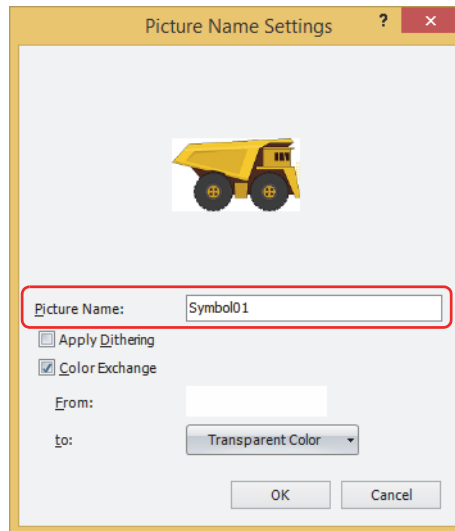 Picture Name Settings ?
Picture Name: Symbol01
Apply Dithering
Color Exchange
From:
to: Transparent Color
OK Cancel